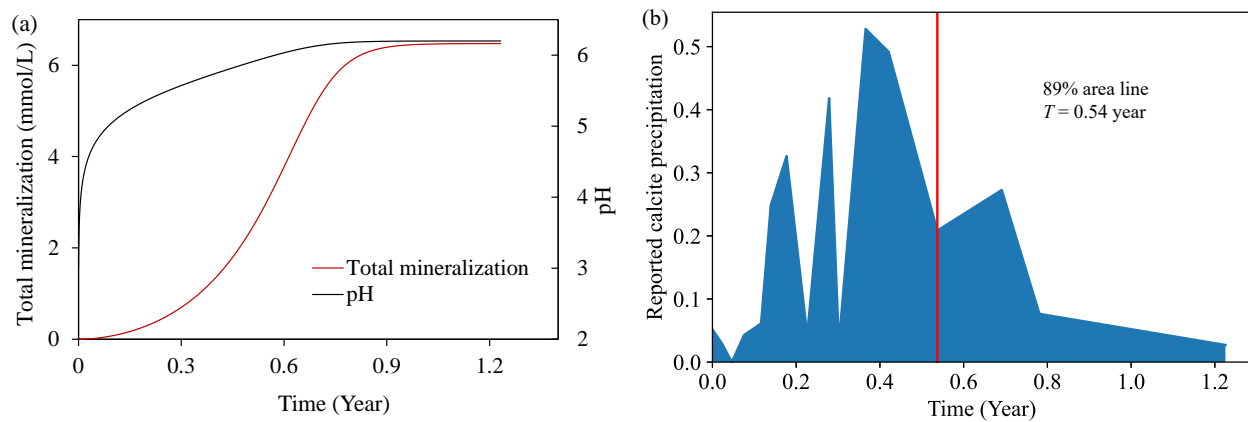 (a)
Total mineralization (mmol/L)
6
4
2
0
0
0.3
0.6
0.9
1.2
Time (Year)
6
5
4
3
2
pH
Total mineralization
pH
(b)
Reported calcite precipitation
0.5
0.4
0.3
0.2
0.1
0.0
0.0
0.2
0.4
0.6
0.8
1.0
1.2
Time (Year)
89% area line
T = 0.54 year